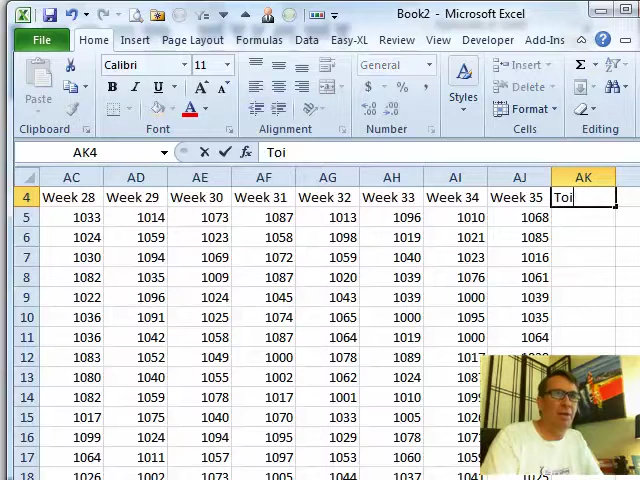 Book2 - Microsoft Excel
File Home Insert Page Layout Formulas Data Easy-XL Review View Developer Add-Ins
Paste Calibri 11 General Styles Insert Delete Format
B I U A A A $ % ,
Clipboard Font Alignment Number Cells Editing
AK4 fx Toi
AC AD AE AF AG AH AI AJ AK
4 Week 28 Week 29 Week 30 Week 31 Week 32 Week 33 Week 34 Week 35 Toi
5 1033 1014 1073 1087 1013 1096 1010 1068
6 1024 1059 1023 1058 1098 1019 1021 1085
7 1030 1094 1069 1072 1059 1040 1023 1016
8 1082 1035 1009 1087 1020 1039 1076 1061
9 1022 1096 1024 1045 1043 1039 1000 1039
10 1036 1091 1025 1074 1065 1000 1095 1035
11 1036 1042 1058 1087 1064 1019 1000 1064
12 1083 1052 1049 1000 1078 1089
13 1080 1040 1055 1002 1062 1024
14 1082 1059 1078 1017 1001 1010
15 1017 1075 1040 1070 1033 1005
16 1099 1024 1094 1095 1029 1078
17 1064 1011 1057 1097 1053 1060
18 1026 1002 1073 1005 1044 1037